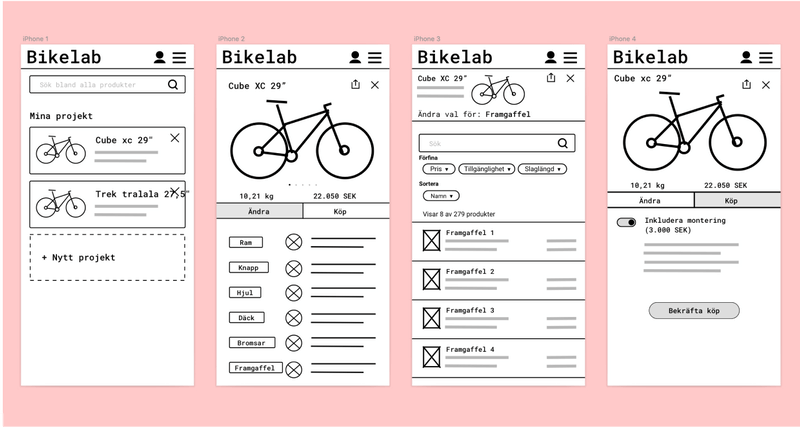 iPhone 1
Bikelab
Sök bland alla produkter
Mina projekt
Cube xc 29"
Trek tralala 27,5"
+ Nytt projekt
iPhone 2
Bikelab
Cube XC 29"
10,21 kg
22.050 SEK
Ändra
Köp
Ram
Knapp
Hjul
Däck
Bromsar
Framgaffel
iPhone 3
Bikelab
Cube XC 29"
Ändra val för: Framgaffel
Sök
Förfina
Pris ▾
Tillgänglighet ▾
Slaglängd ▾
Sortera
Namn ▾
Visar 8 av 279 produkter
Framgaffel 1
Framgaffel 2
Framgaffel 3
Framgaffel 4
iPhone 4
Bikelab
Cube xc 29"
10,21 kg
22.050 SEK
Ändra
Köp
Inkludera montering
(3.000 SEK)
Bekräfta köp